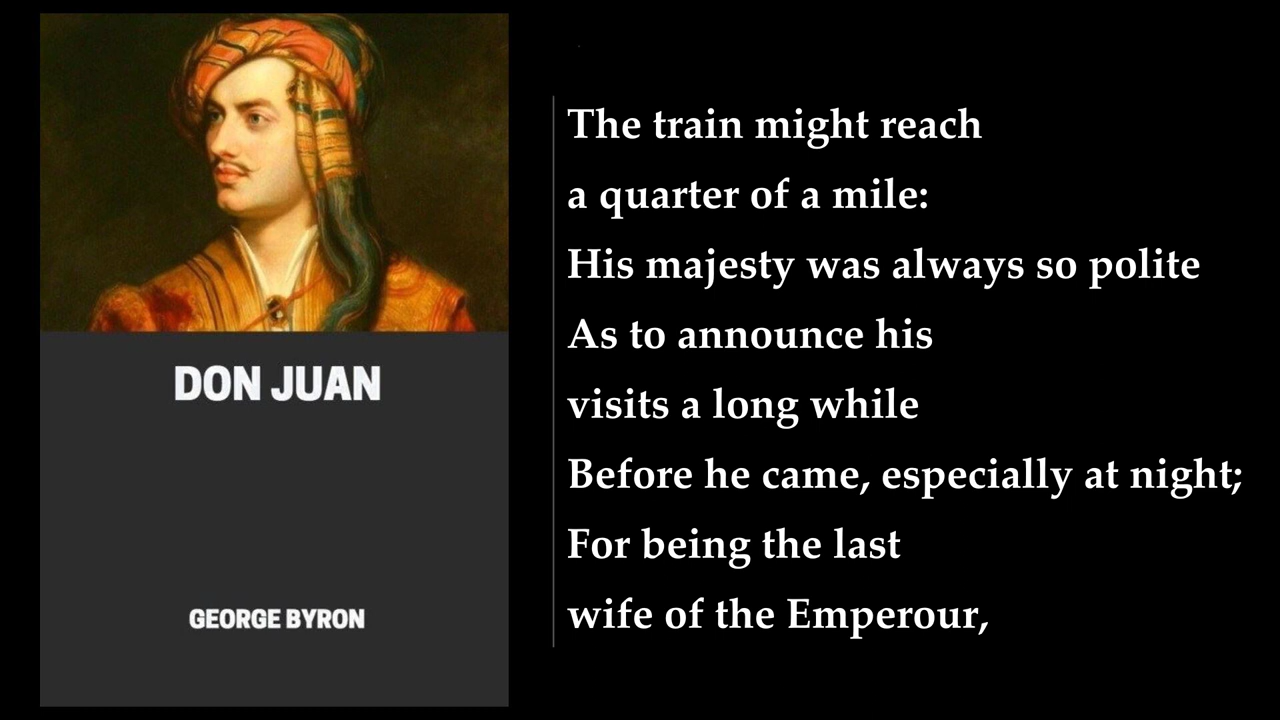 DON JUAN
GEORGE BYRON
The train might reach
a quarter of a mile:
His majesty was always so polite
As to announce his
visits a long while
Before he came, especially at night;
For being the last
wife of the Emperour,